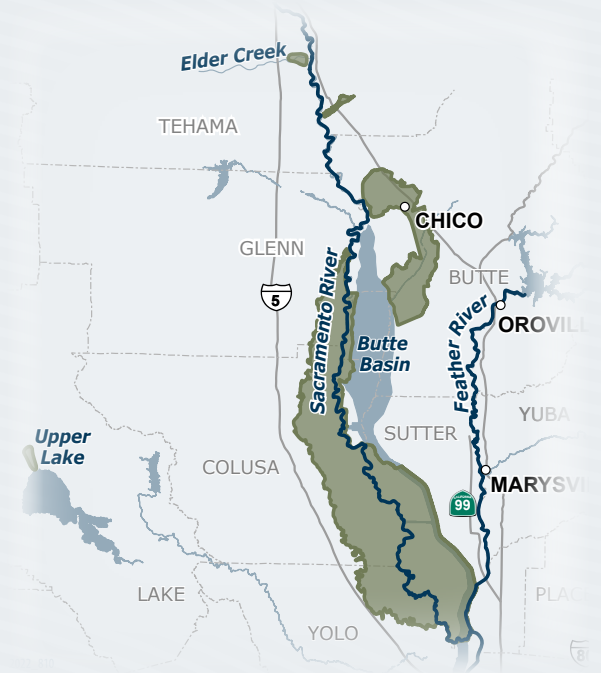 Elder Creek
TEHAMA
CHICO
GLENN
BUTTE
5
Sacramento River
Feather River
OROVILL
Butte
Basin
YUBA
Upper
Lake
SUTTER
COLUSA
MARYSVI
CALIFORNIA
99
LAKE
PLAC
YOLO